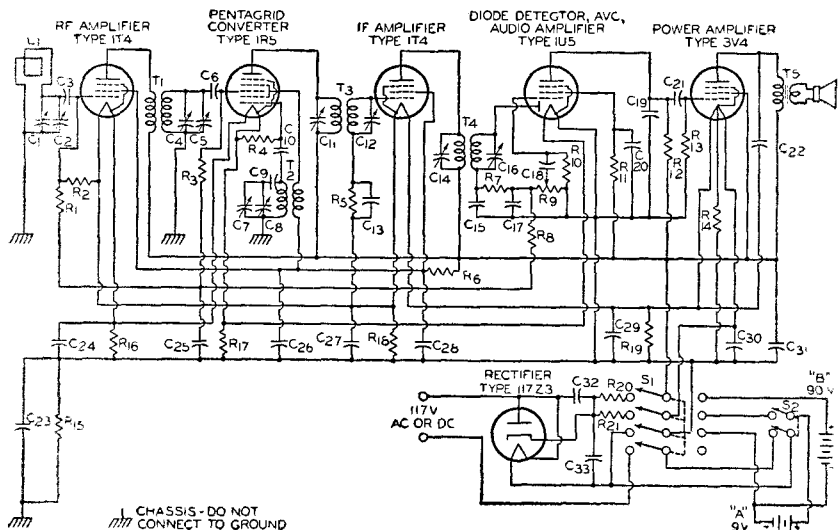 RF AMPLIFIER
TYPE 1T4
PENTAGRID
CONVERTER
TYPE 1R5
IF AMPLIFIER
TYPE 1T4
DIODE DETECTOR, AVC,
AUDIO AMPLIFIER
TYPE 1U5
POWER AMPLIFIER
TYPE 3V4
L1
C3
C1
C2
T1
C4
C5
C6
R3
R4
C10
C9
T2
C7
C8
T3
C11
C12
R5
C13
T4
C14
C16
R7
C15
C17
C18
R9
R10
R8
R11
C20
C19
C21
R12
R13
R14
C22
T5
R1
R2
R6
C24
R16
C25
R17
C26
C27
R18
C28
C29
R19
C30
C31
C23
R15
RECTIFIER
TYPE 117Z3
117V
AC OR DC
C32
R20
R21
C33
S1
S2
"B"
90V
"A"
9V
CHASSIS - DO NOT
CONNECT TO GROUND